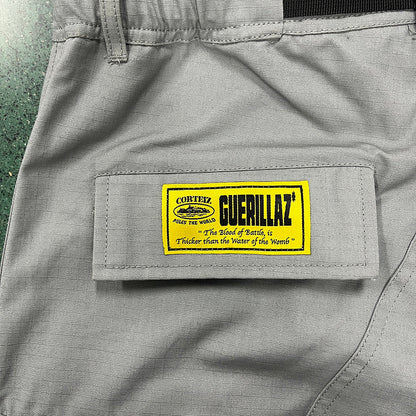 CORTEIZ
RULES THE WORLD
GUERILLAZ
" The Blood of Battle, is
Thicker than the Water of the Womb "